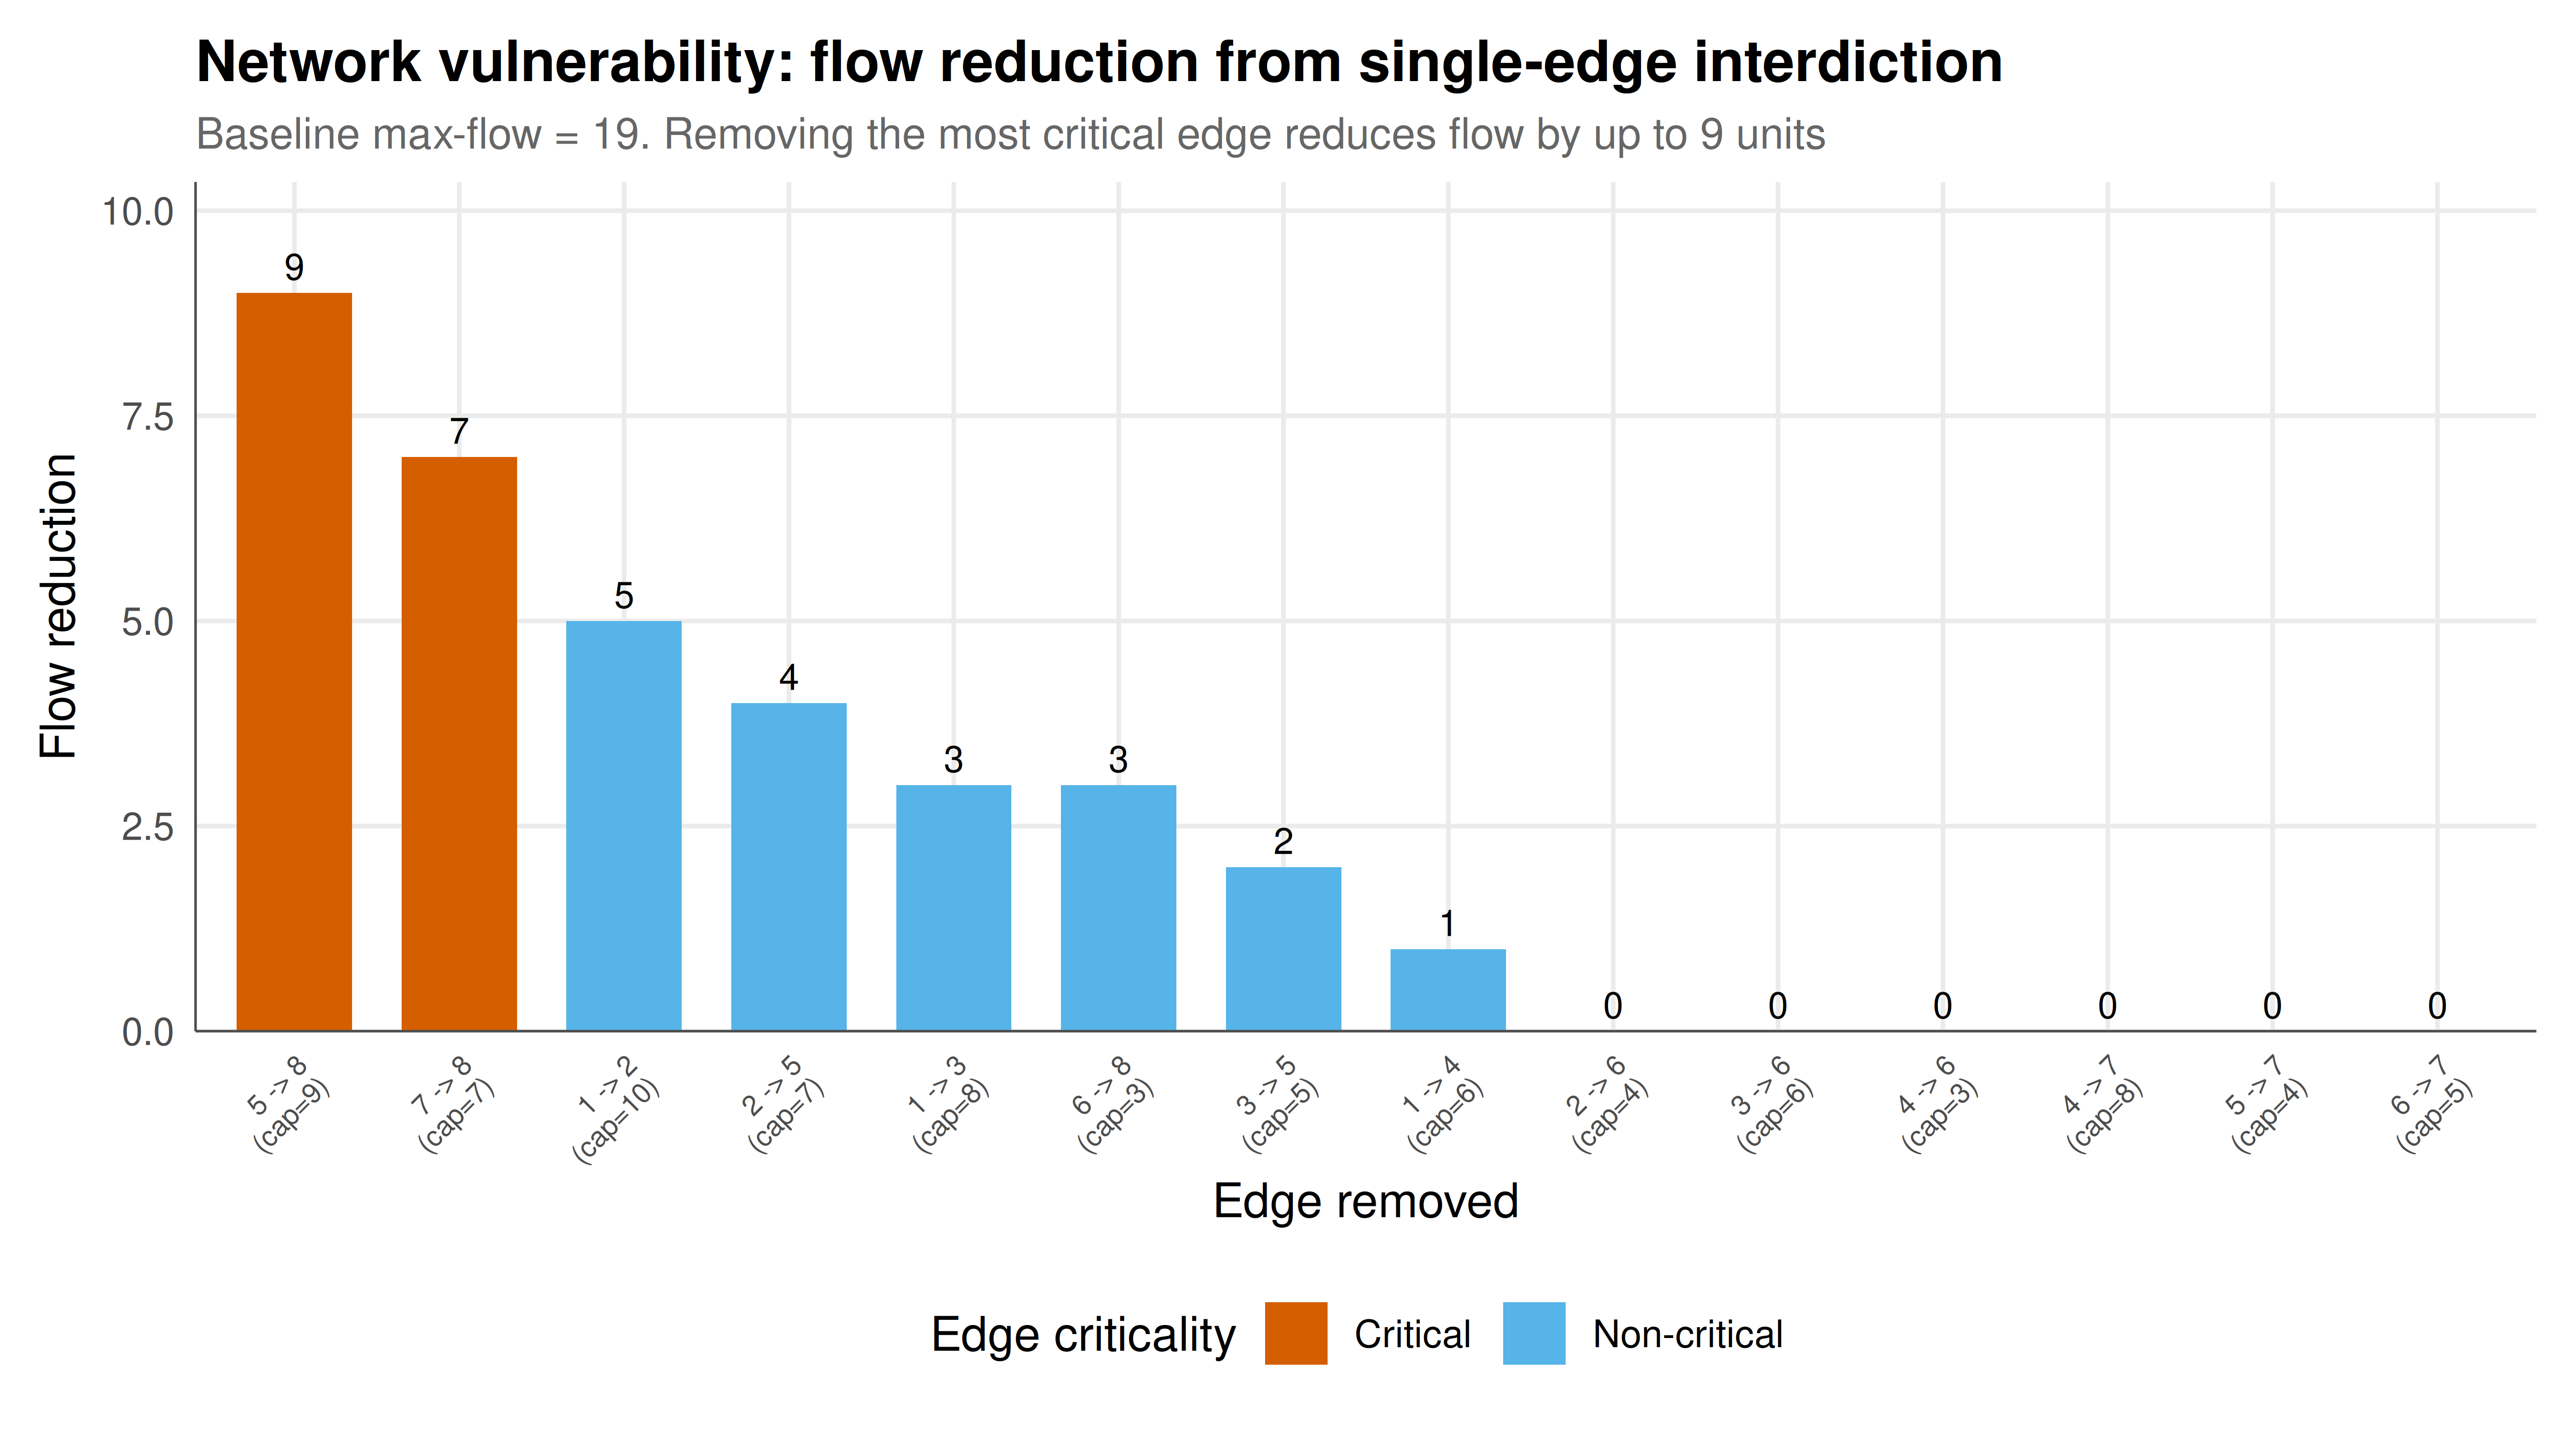 Network vulnerability: flow reduction from single-edge interdiction
Baseline max-flow = 19. Removing the most critical edge reduces flow by up to 9 units
Flow reduction
10.0
7.5
5.0
2.5
0.0
9
7
5
4
3
3
2
1
0
0
0
0
0
0
5 -> 8
(cap=9)
7 -> 8
(cap=7)
1 -> 2
(cap=10)
2 -> 5
(cap=7)
1 -> 3
(cap=8)
6 -> 8
(cap=3)
3 -> 5
(cap=5)
1 -> 4
(cap=6)
2 -> 6
(cap=4)
3 -> 6
(cap=6)
4 -> 6
(cap=3)
4 -> 7
(cap=8)
5 -> 7
(cap=4)
6 -> 7
(cap=5)
Edge removed
Edge criticality
Critical
Non-critical